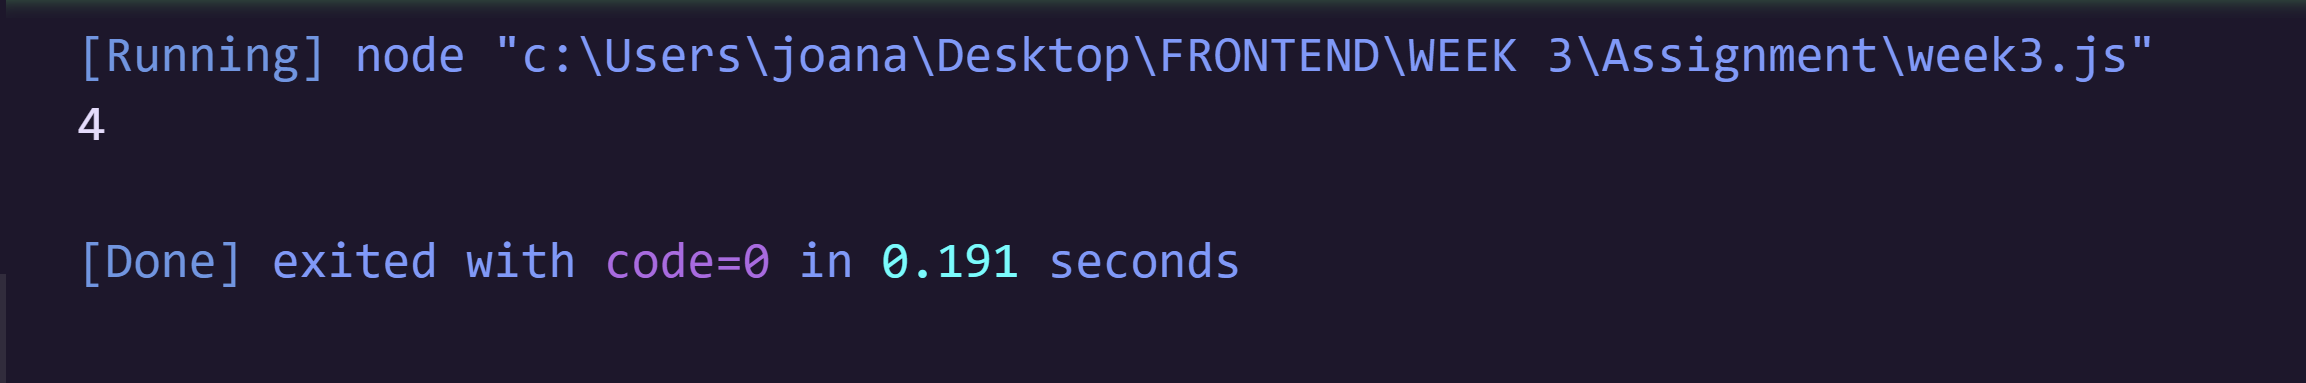 [Running] node "c:\Users\joana\Desktop\FRONTEND\WEEK 3\Assignment\week3.js"
4
[Done] exited with code=0 in 0.191 seconds